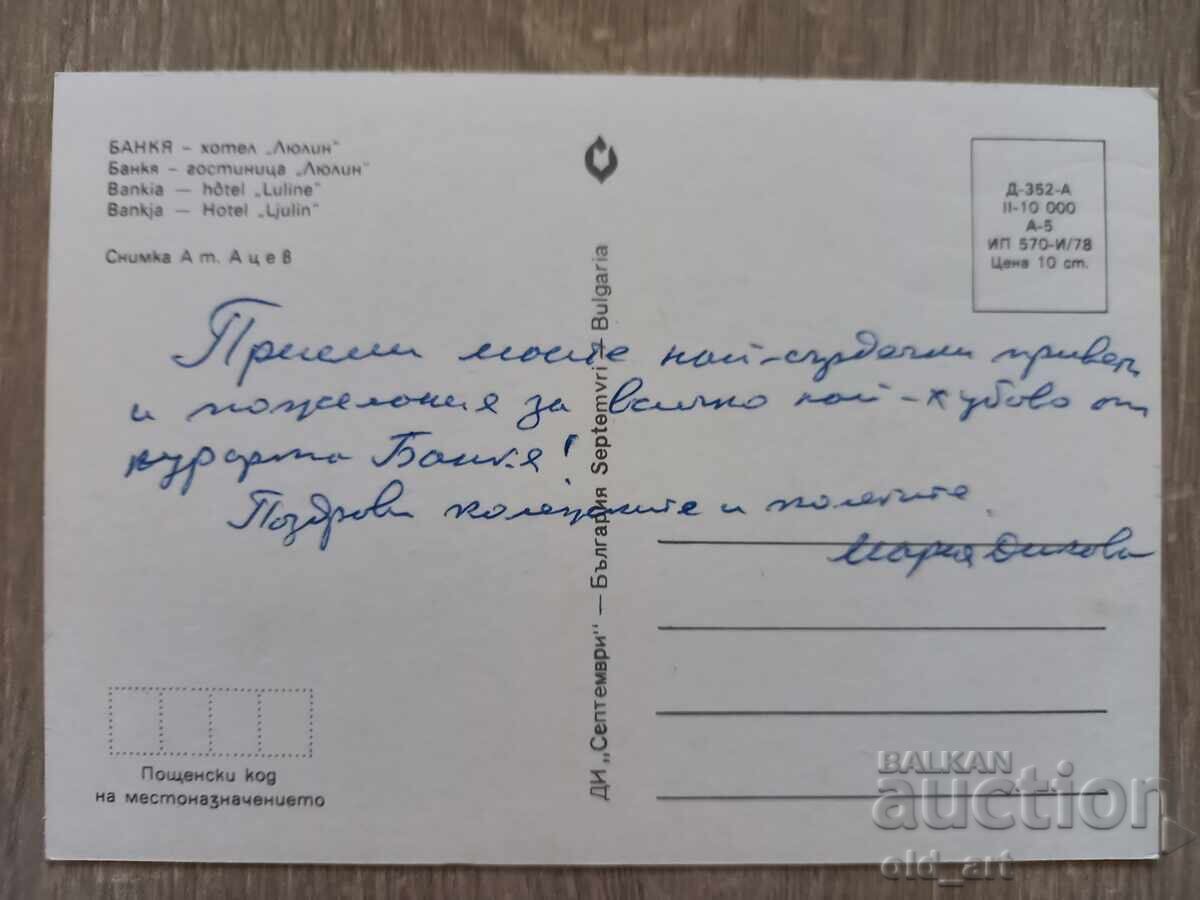 БАНКЯ – хотел „Люлин"
Банкя – гостиница „Люлин"
Bankia — hôtel „Luline"
Bankja — Hotel „Ljulin"
Снимка Ат. Ацев
Д-352-А
II-10 000
А-5
ИП 570-И/78
Цена 10 ст.
Приеми моите най-сърдечни привети
и пожелания за всичко най-хубаво от
курорта Банкя!
Поздрави колежките и колегите
Мария
ДИ „Септември" — България Septemvri – Bulgaria
Пощенски код
на местоназначението
BALKAN
auction
old_art